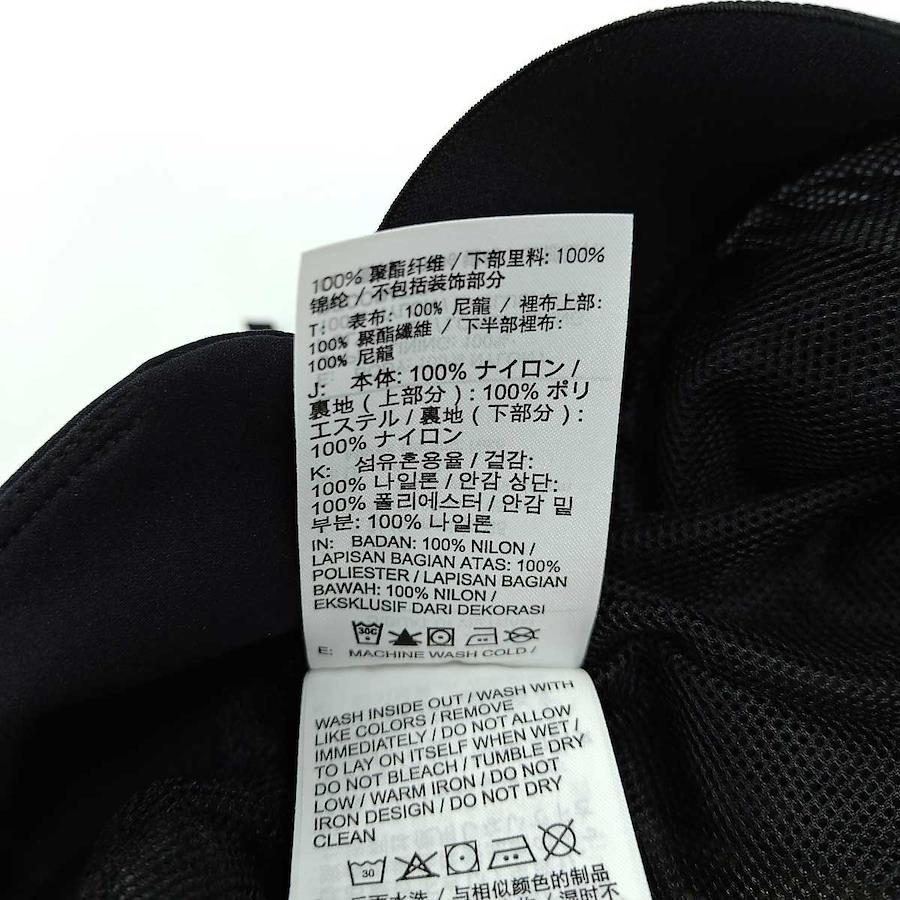 100% 聚酯纤维 / 下部里料: 100%
锦纶 / 不包括装饰部分
T: 表布: 100% 尼龍 / 裡布上部:
100% 聚酯纖維 / 下半部裡布:
100% 尼龍
J: 本体: 100% ナイロン /
裏地 ( 上部分 ) : 100% ポリ
エステル / 裏地 ( 下部分 ) :
100% ナイロン
K: 섬유혼용율 / 겉감:
100% 나일론 / 안감 상단:
100% 폴리에스터 / 안감 밑
부분: 100% 나일론
IN: BADAN: 100% NILON /
LAPISAN BAGIAN ATAS: 100%
POLIESTER / LAPISAN BAGIAN
BAWAH: 100% NILON /
EKSKLUSIF DARI DEKORASI
30C
E: MACHINE WASH COLD /
WASH INSIDE OUT / WASH WITH
LIKE COLORS / REMOVE
IMMEDIATELY / DO NOT ALLOW
TO LAY ON ITSELF WHEN WET /
DO NOT BLEACH / TUMBLE DRY
LOW / WARM IRON / DO NOT
IRON DESIGN / DO NOT DRY
CLEAN
30
与相似颜色的制品